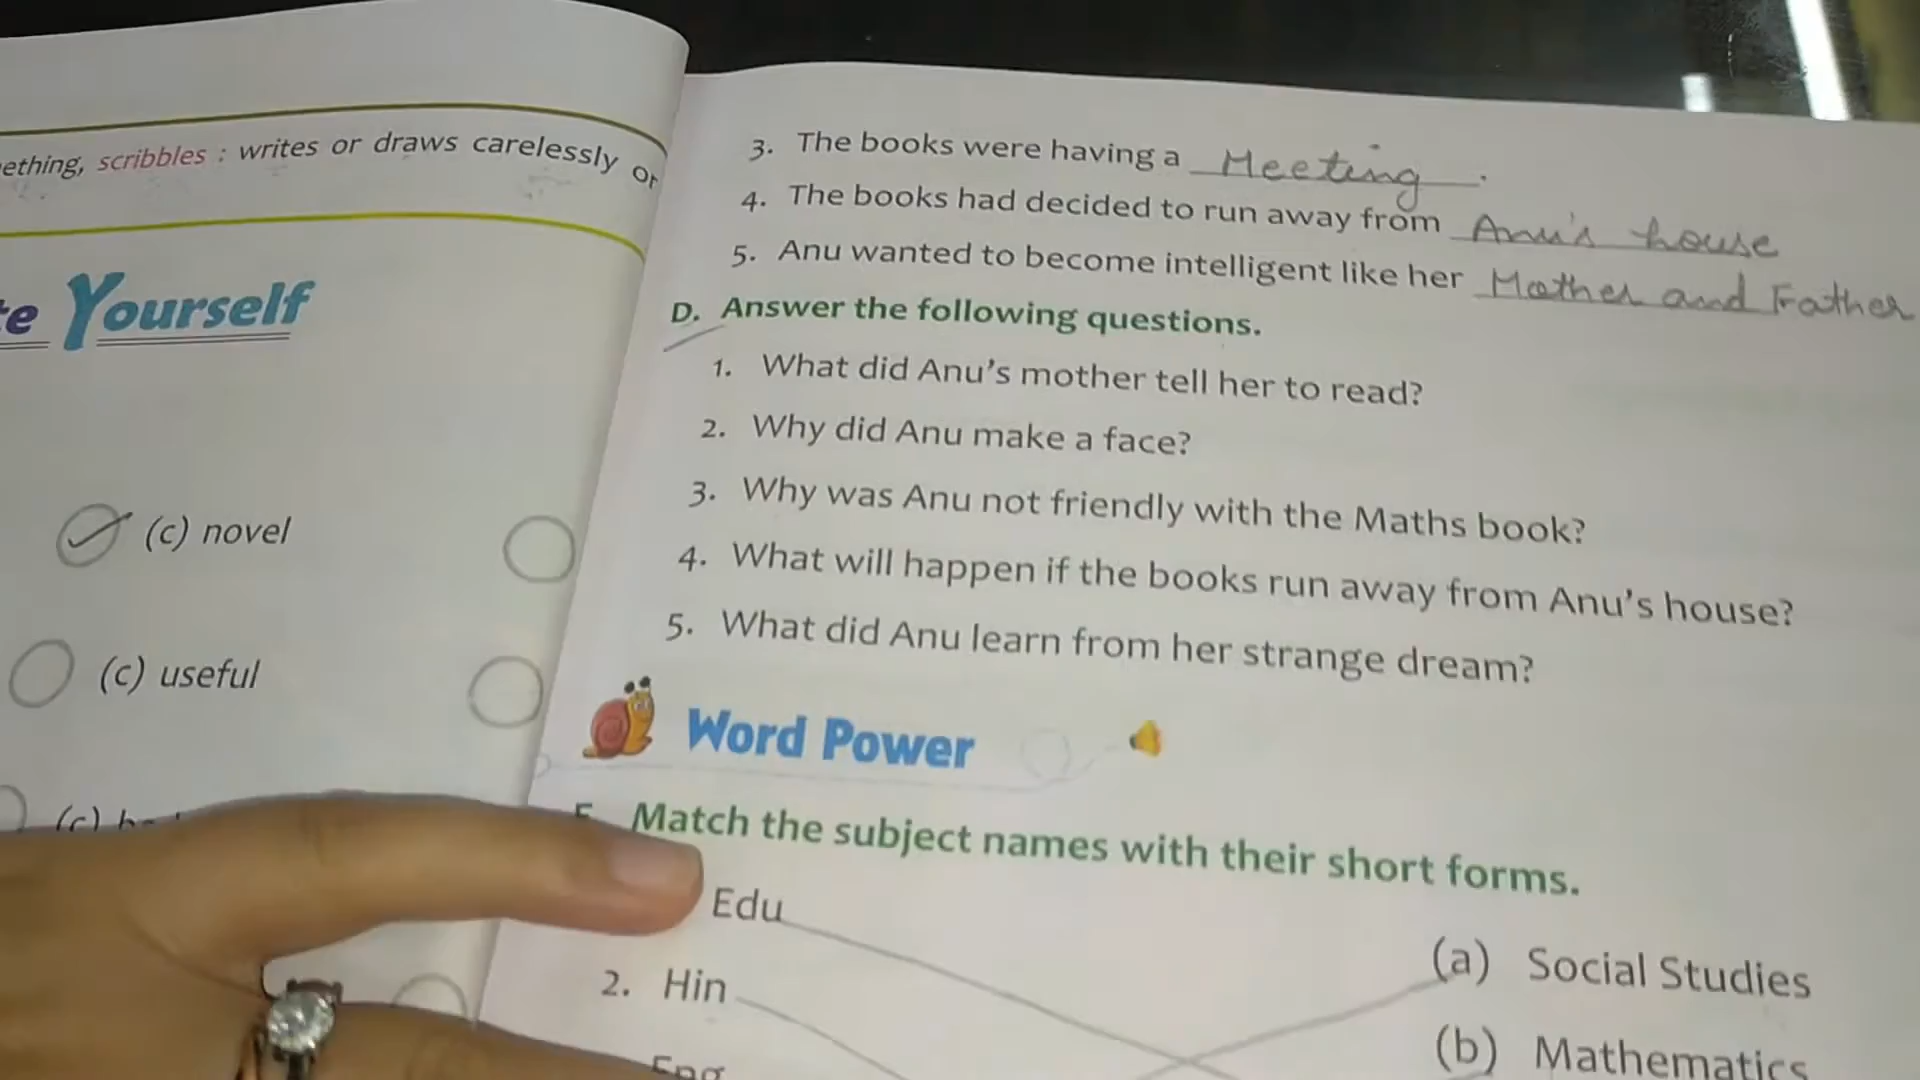 ething, scribbles : writes or draws carelessly or
te Yourself
(c) novel
(c) useful
3. The books were having a Meeting.
4. The books had decided to run away from Anu's house
5. Anu wanted to become intelligent like her Mother and Father
D. Answer the following questions.
1. What did Anu's mother tell her to read?
2. Why did Anu make a face?
3. Why was Anu not friendly with the Maths book?
4. What will happen if the books run away from Anu's house?
5. What did Anu learn from her strange dream?
Word Power
Match the subject names with their short forms.
Edu
(a) Social Studies
2. Hin
(b) Mathematics
Eng